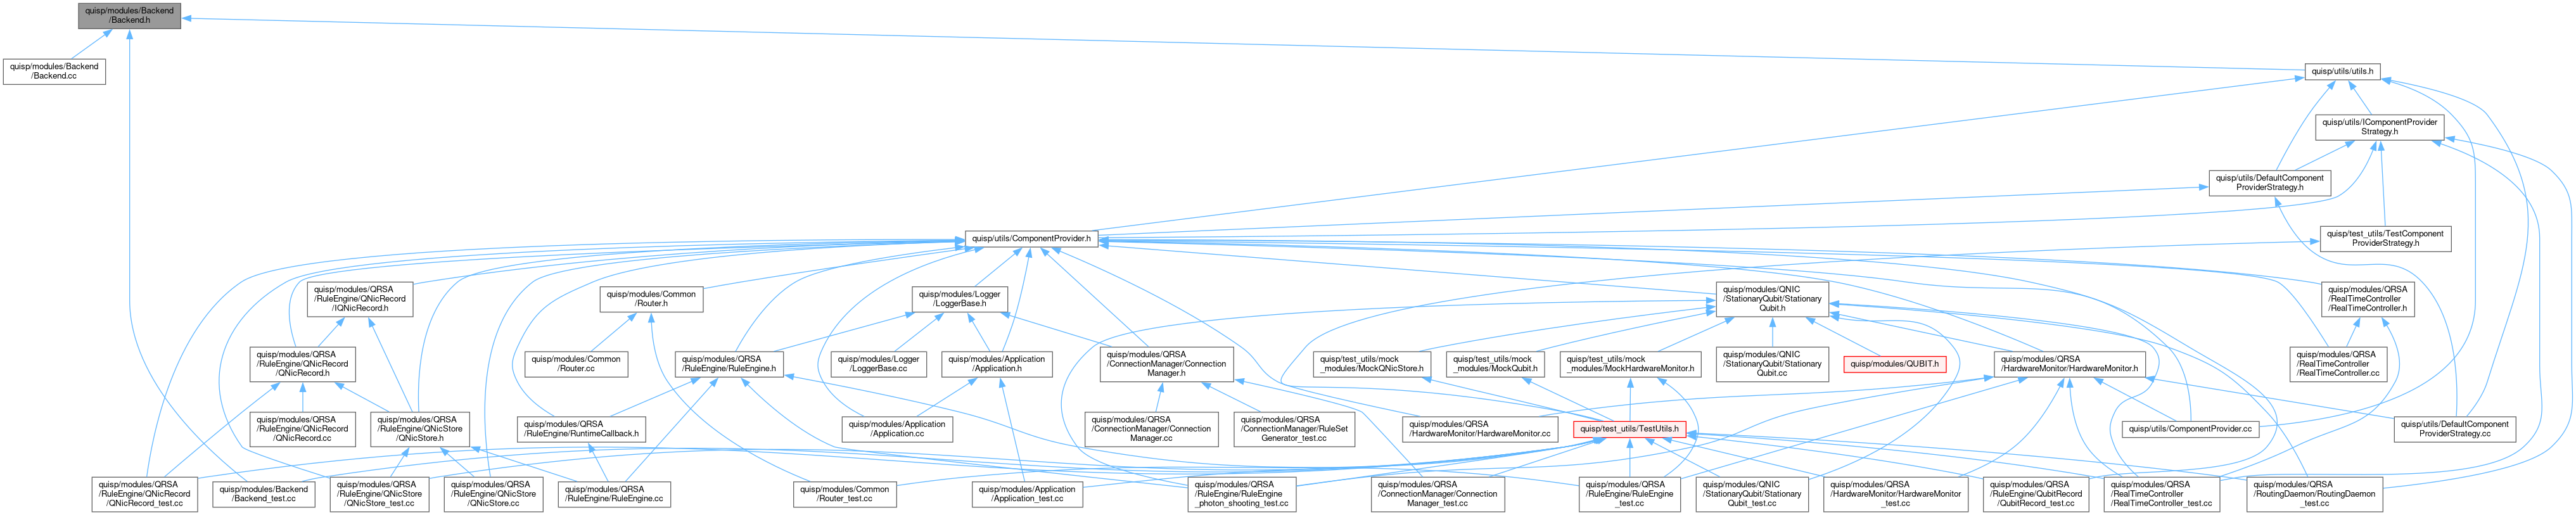 quisp/modules/Backend
/Backend.h
quisp/modules/Backend
/Backend.cc
quisp/utils/utils.h
quisp/utils/IComponentProvider
Strategy.h
quisp/utils/DefaultComponent
ProviderStrategy.h
quisp/utils/ComponentProvider.h
quisp/test_utils/TestComponent
ProviderStrategy.h
quisp/modules/QRSA
/RuleEngine/QNicRecord
/IQNicRecord.h
quisp/modules/Common
/Router.h
quisp/modules/Logger
/LoggerBase.h
quisp/modules/QNIC
/StationaryQubit/Stationary
Qubit.h
quisp/modules/QRSA
/RealTimeController
/RealTimeController.h
quisp/modules/QRSA
/RuleEngine/QNicRecord
/QNicRecord.h
quisp/modules/Common
/Router.cc
quisp/modules/QRSA
/RuleEngine/RuleEngine.h
quisp/modules/Logger
/LoggerBase.cc
quisp/modules/Application
/Application.h
quisp/modules/QRSA
/ConnectionManager/Connection
Manager.h
quisp/test_utils/mock
_modules/MockQNicStore.h
quisp/test_utils/mock
_modules/MockQubit.h
quisp/test_utils/mock
_modules/MockHardwareMonitor.h
quisp/modules/QNIC
/StationaryQubit/Stationary
Qubit.cc
quisp/modules/QUBIT.h
quisp/modules/QRSA
/HardwareMonitor/HardwareMonitor.h
quisp/modules/QRSA
/RealTimeController
/RealTimeController.cc
quisp/modules/QRSA
/RuleEngine/QNicRecord
/QNicRecord.cc
quisp/modules/QRSA
/RuleEngine/QNicStore
/QNicStore.h
quisp/modules/QRSA
/RuleEngine/RuntimeCallback.h
quisp/modules/Application
/Application.cc
quisp/modules/QRSA
/ConnectionManager/Connection
Manager.cc
quisp/modules/QRSA
/ConnectionManager/RuleSet
Generator_test.cc
quisp/modules/QRSA
/HardwareMonitor/HardwareMonitor.cc
quisp/test_utils/TestUtils.h
quisp/utils/ComponentProvider.cc
quisp/utils/DefaultComponent
ProviderStrategy.cc
quisp/modules/QRSA
/RuleEngine/QNicRecord
/QNicRecord_test.cc
quisp/modules/Backend
/Backend_test.cc
quisp/modules/QRSA
/RuleEngine/QNicStore
/QNicStore_test.cc
quisp/modules/QRSA
/RuleEngine/QNicStore
/QNicStore.cc
quisp/modules/QRSA
/RuleEngine/RuleEngine.cc
quisp/modules/Common
/Router_test.cc
quisp/modules/Application
/Application_test.cc
quisp/modules/QRSA
/RuleEngine/RuleEngine
_photon_shooting_test.cc
quisp/modules/QRSA
/ConnectionManager/Connection
Manager_test.cc
quisp/modules/QRSA
/RuleEngine/RuleEngine
_test.cc
quisp/modules/QNIC
/StationaryQubit/Stationary
Qubit_test.cc
quisp/modules/QRSA
/HardwareMonitor/HardwareMonitor
_test.cc
quisp/modules/QRSA
/RuleEngine/QubitRecord
/QubitRecord_test.cc
quisp/modules/QRSA
/RealTimeController
/RealTimeController_test.cc
quisp/modules/QRSA
/RoutingDaemon/RoutingDaemon
_test.cc